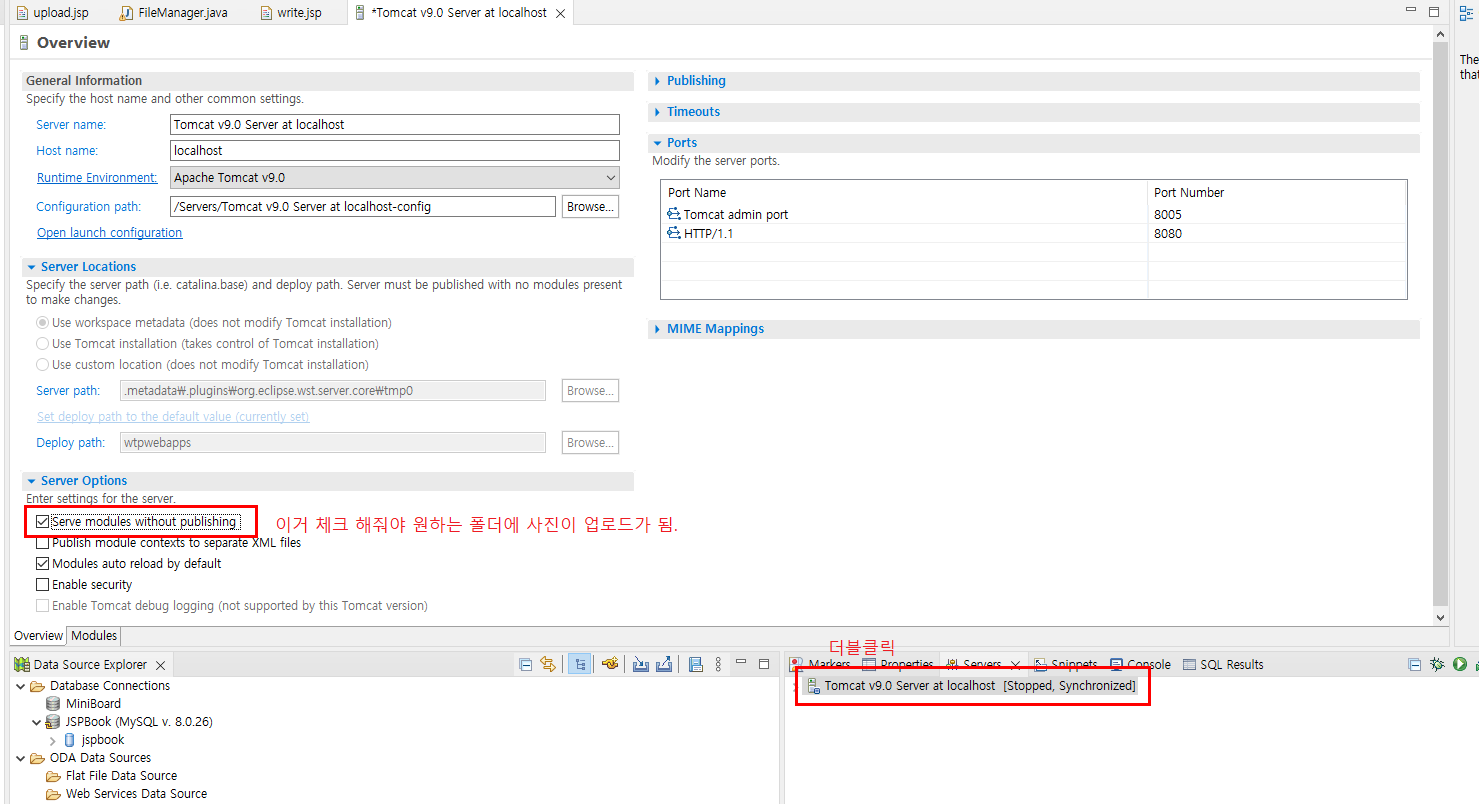 upload.jsp FileManager.java write.jsp *Tomcat v9.0 Server at localhost
Overview
General Information
Specify the host name and other common settings.
Server name: Tomcat v9.0 Server at localhost
Host name: localhost
Runtime Environment: Apache Tomcat v9.0
Configuration path: /Servers/Tomcat v9.0 Server at localhost-config Browse...
Open launch configuration
Server Locations
Specify the server path (i.e. catalina.base) and deploy path. Server must be published with no modules present
to make changes.
Use workspace metadata (does not modify Tomcat installation)
Use Tomcat installation (takes control of Tomcat installation)
Use custom location (does not modify Tomcat installation)
Server path: .metadata₩.plugins₩org.eclipse.wst.server.core₩tmp0 Browse...
Set deploy path to the default value (currently set)
Deploy path: wtpwebapps Browse...
Server Options
Enter settings for the server.
Serve modules without publishing 이거 체크 해줘야 원하는 폴더에 사진이 업로드가 됨.
Publish module contexts to separate XML files
Modules auto reload by default
Enable security
Enable Tomcat debug logging (not supported by this Tomcat version)
Publishing
Timeouts
Ports
Modify the server ports.
Port Name Port Number
Tomcat admin port 8005
HTTP/1.1 8080
MIME Mappings
The
that
Overview Modules
Data Source Explorer
Database Connections
MiniBoard
JSPBook (MySQL v. 8.0.26)
jspbook
ODA Data Sources
Flat File Data Source
Web Services Data Source
더블클릭
Markers Properties Servers Snippets Console SQL Results
Tomcat v9.0 Server at localhost [Stopped, Synchronized]